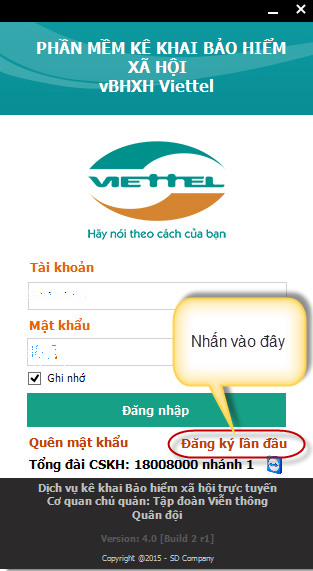 PHẦN MỀM KÊ KHAI BẢO HIỂM
XÃ HỘI
vBHXH Viettel
VIETTEL
Hãy nói theo cách của bạn
Tài khoản
Mật khẩu
Nhấn vào đây
Ghi nhớ
Đăng nhập
Quên mật khẩu
Đăng ký lần đầu
Tổng đài CSKH: 18008000 nhánh 1
Dịch vụ kê khai Bảo hiểm xã hội trực tuyến
Cơ quan chủ quản: Tập đoàn Viễn thông
Quân đội
Version: 4.0 [Build 2 r1]
Copyright @2015 - SD Company